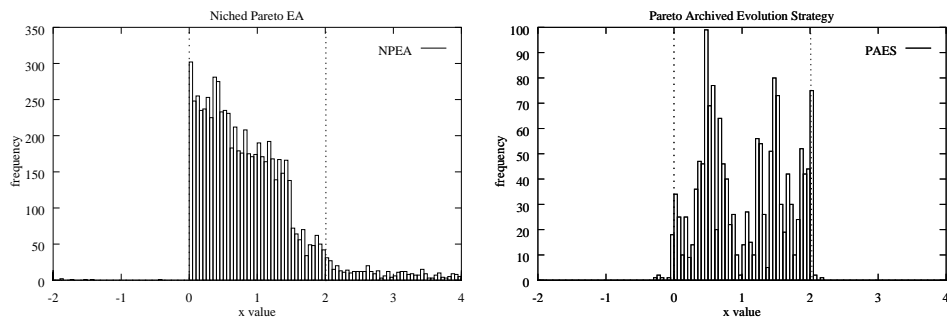 Niched Pareto EA
350
300
250
200
150
100
50
0
frequency
NPEA
-2 -1 0 1 2 3 4
x value
Pareto Archived Evolution Strategy
100
90
80
70
60
50
40
30
20
10
0
frequency
PAES
-2 -1 0 1 2 3 4
x value